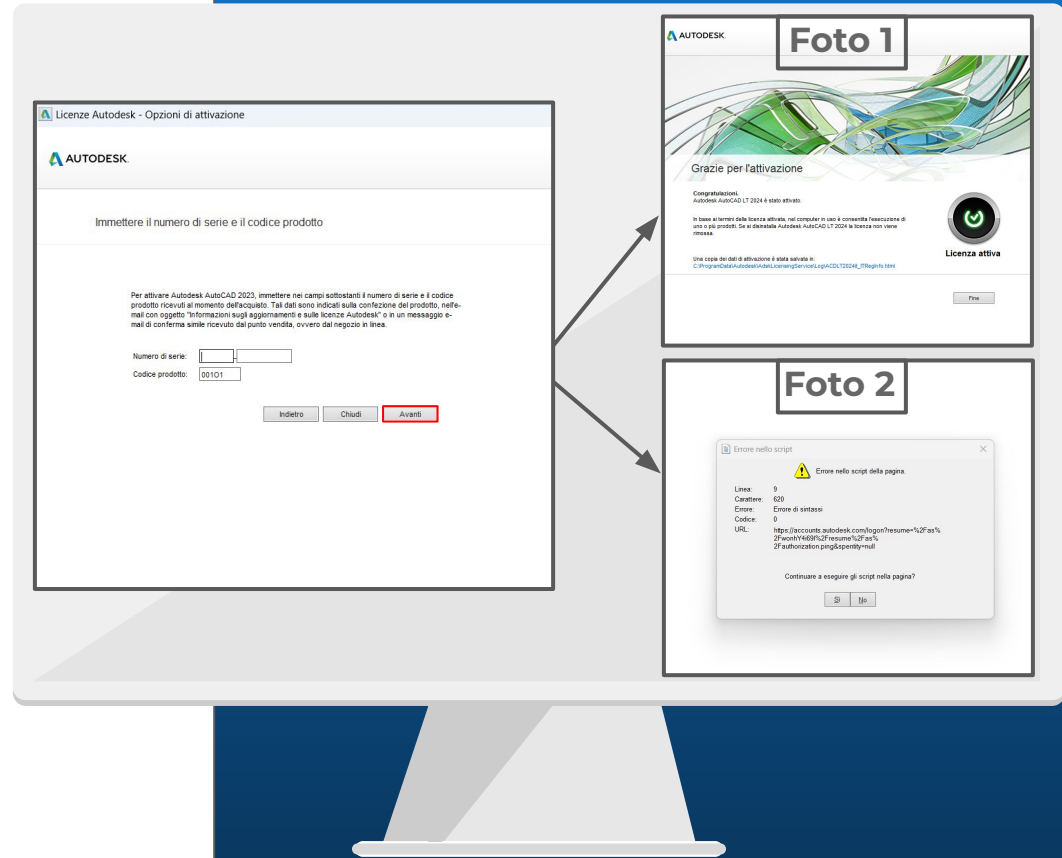 Licenze Autodesk - Opzioni di attivazione
AUTODESK.
Immettere il numero di serie e il codice prodotto
Per attivare Autodesk AutoCAD 2023, immettere nei campi sottostanti il numero di serie e il codice
prodotto ricevuti al momento dell'acquisto. Tali dati sono indicati sulla confezione del prodotto, nell'e-
mail con oggetto "Informazioni sugli aggiornamenti e sulle licenze Autodesk" o in un messaggio e-
mail di conferma simile ricevuto dal punto vendita, ovvero dal negozio in linea.
Numero di serie:
Codice prodotto: 001O1
Indietro Chiudi Avanti
AUTODESK.
Foto 1
Grazie per l'attivazione
Congratulazioni.
Autodesk AutoCAD LT 2024 è stato attivato.
In base ai termini della licenza attivata, nel computer in uso è consentita l'esecuzione di
uno o più prodotti. Se si disinstalla Autodesk AutoCAD LT 2024 la licenza non viene
rimossa.
Licenza attiva
Una copia dei dati di attivazione è stata salvata in:
C:\ProgramData\Autodesk\AdskLicensingService\Log\ACDLT2024it_ITRegInfo.html
Fine
Foto 2
Errore nello script
Errore nello script della pagina.
Linea: 9
Carattere: 620
Errore: Errore di sintassi
Codice: 0
URL: https://accounts.autodesk.com/logon?resume=%2Fas%
2FwonhY4i69l%2Fresume%2Fas%
2Fauthorization.ping&spentity=null
Continuare a eseguire gli script nella pagina?
Sì No